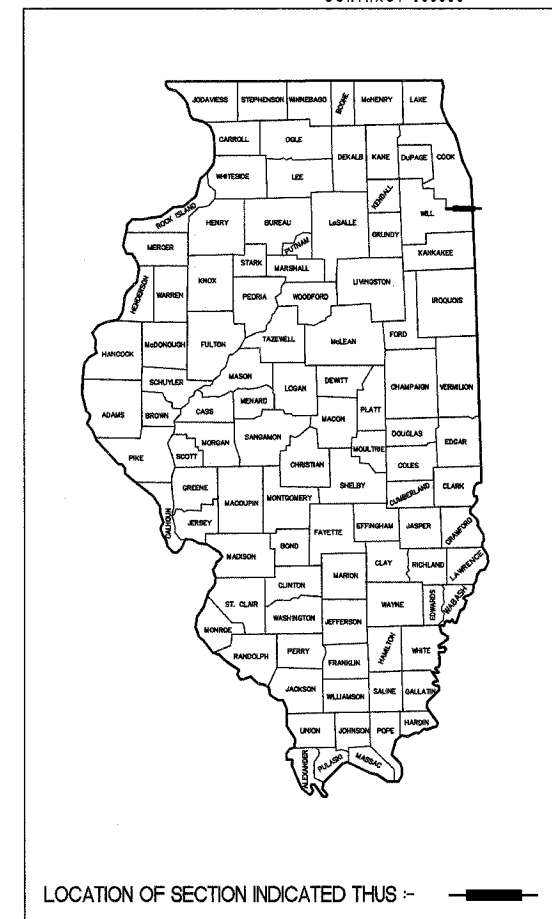 JODAVIESS STEPHENSON WINNEBAGO BOONE McHENRY LAKE
CARROLL OGLE DEKALB KANE DuPAGE COOK
WHITESIDE LEE KENDALL WILL
ROCK ISLAND HENRY BUREAU LaSALLE GRUNDY
MERCER PUTNAM KANKAKEE
STARK MARSHALL LIVINGSTON
HENDERSON WARREN KNOX PEORIA WOODFORD IROQUOIS
HANCOCK McDONOUGH FULTON TAZEWELL McLEAN FORD
SCHUYLER MASON LOGAN DEWITT CHAMPAIGN VERMILION
ADAMS BROWN CASS MENARD MACON PIATT
PIKE SCOTT MORGAN SANGAMON CHRISTIAN MOULTRIE DOUGLAS EDGAR
COLES
GREENE MACOUPIN MONTGOMERY SHELBY CUMBERLAND CLARK
CALHOUN JERSEY FAYETTE EFFINGHAM JASPER CRAWFORD
MADISON BOND CLAY RICHLAND LAWRENCE
CLINTON MARION
ST. CLAIR WASHINGTON JEFFERSON WAYNE EDWARDS WABASH
MONROE
RANDOLPH PERRY FRANKLIN HAMILTON WHITE
JACKSON WILLIAMSON SALINE GALLATIN
UNION JOHNSON POPE HARDIN
ALEXANDER PULASKI MASSAC
LOCATION OF SECTION INDICATED THUS :-